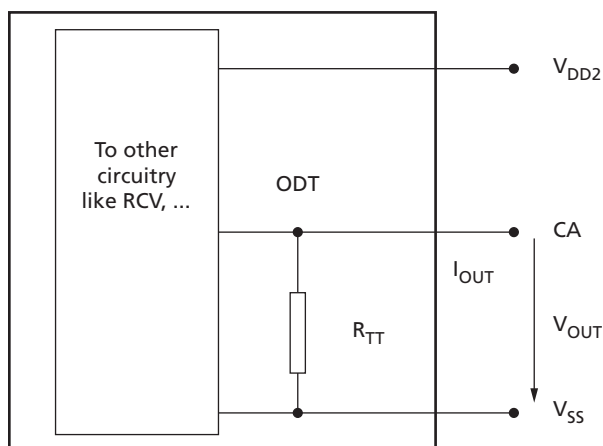 V_DD2
To other
circuitry
like RCV, ...
ODT
CA
I_OUT
R_TT
V_OUT
V_SS